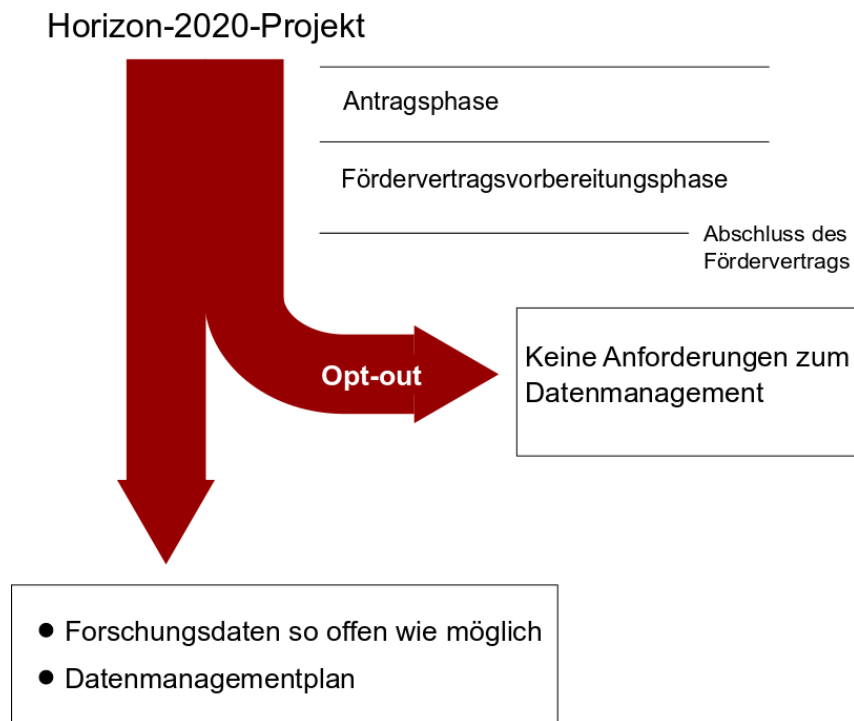 Horizon-2020-Projekt
Antragsphase
Fördervertragsvorbereitungsphase
Abschluss des
Fördervertrags
Opt-out
Keine Anforderungen zum
Datenmanagement
● Forschungsdaten so offen wie möglich
● Datenmanagementplan